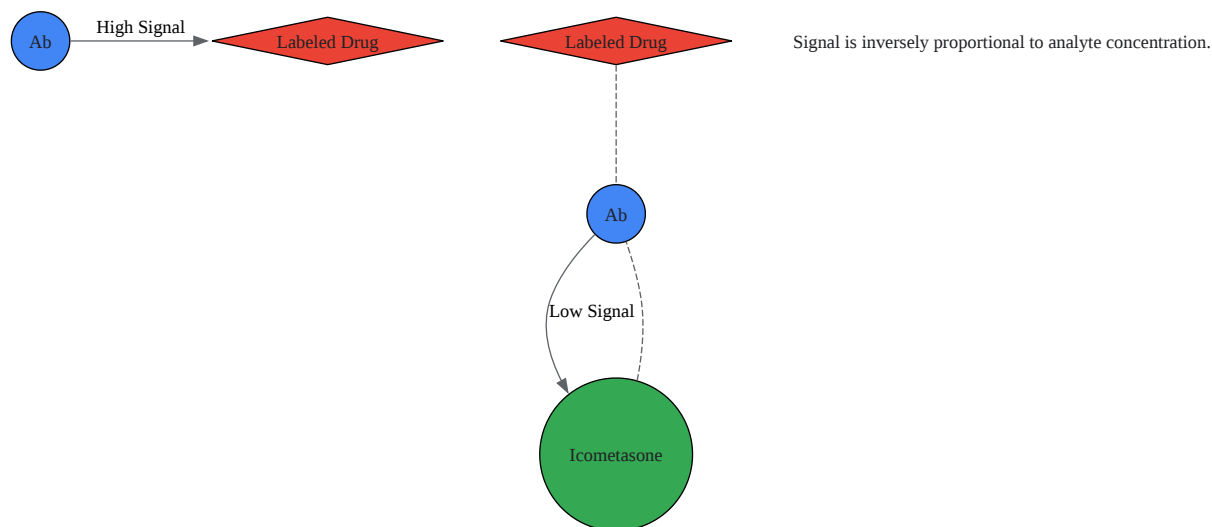 Ab
High Signal
Labeled Drug
Labeled Drug
Signal is inversely proportional to analyte concentration.
Ab
Low Signal
Icometasone